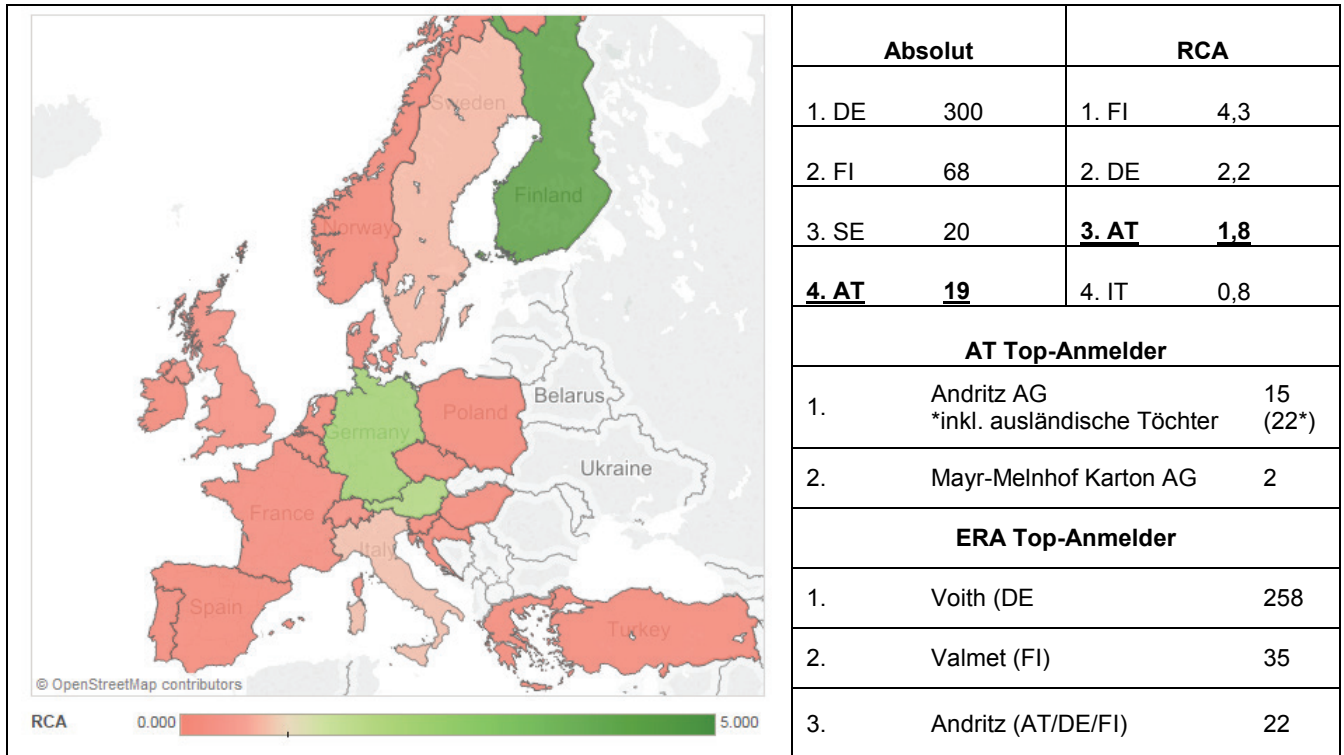 Sweden
Finland
Norway
Belarus
Poland
Germany
Ukraine
France
Italy
Spain
Turkey
© OpenStreetMap contributors
RCA 0.000 5.000
Absolut RCA
1. DE 300 1. FI 4,3
2. FI 68 2. DE 2,2
3. SE 20 3. AT 1,8
4. AT 19 4. IT 0,8
AT Top-Anmelder
1. Andritz AG 15
*inkl. ausländische Töchter (22*)
2. Mayr-Melnhof Karton AG 2
ERA Top-Anmelder
1. Voith (DE 258
2. Valmet (FI) 35
3. Andritz (AT/DE/FI) 22